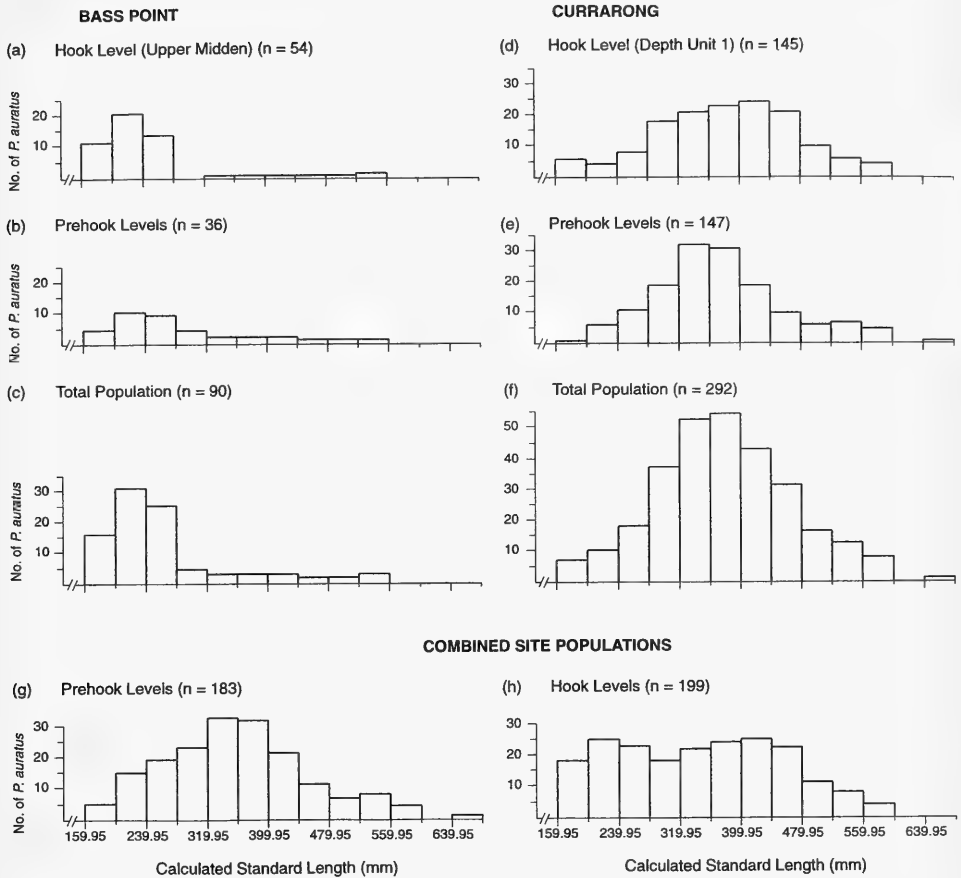 BASS POINT
(a) Hook Level (Upper Midden) (n = 54)
No. of P. auratus
20
10
(b) Prehook Levels (n = 36)
No. of P. auratus
20
10
(c) Total Population (n = 90)
No. of P. auratus
30
20
10
CURRARONG
(d) Hook Level (Depth Unit 1) (n = 145)
30
20
10
(e) Prehook Levels (n = 147)
30
20
10
(f) Total Population (n = 292)
50
40
30
20
10
COMBINED SITE POPULATIONS
(g) Prehook Levels (n = 183)
No. of P. auratus
30
20
10
159.95 239.95 319.95 399.95 479.95 559.95 639.95
Calculated Standard Length (mm)
(h) Hook Levels (n = 199)
30
20
10
159.95 239.95 319.95 399.95 479.95 559.95 639.95
Calculated Standard Length (mm)